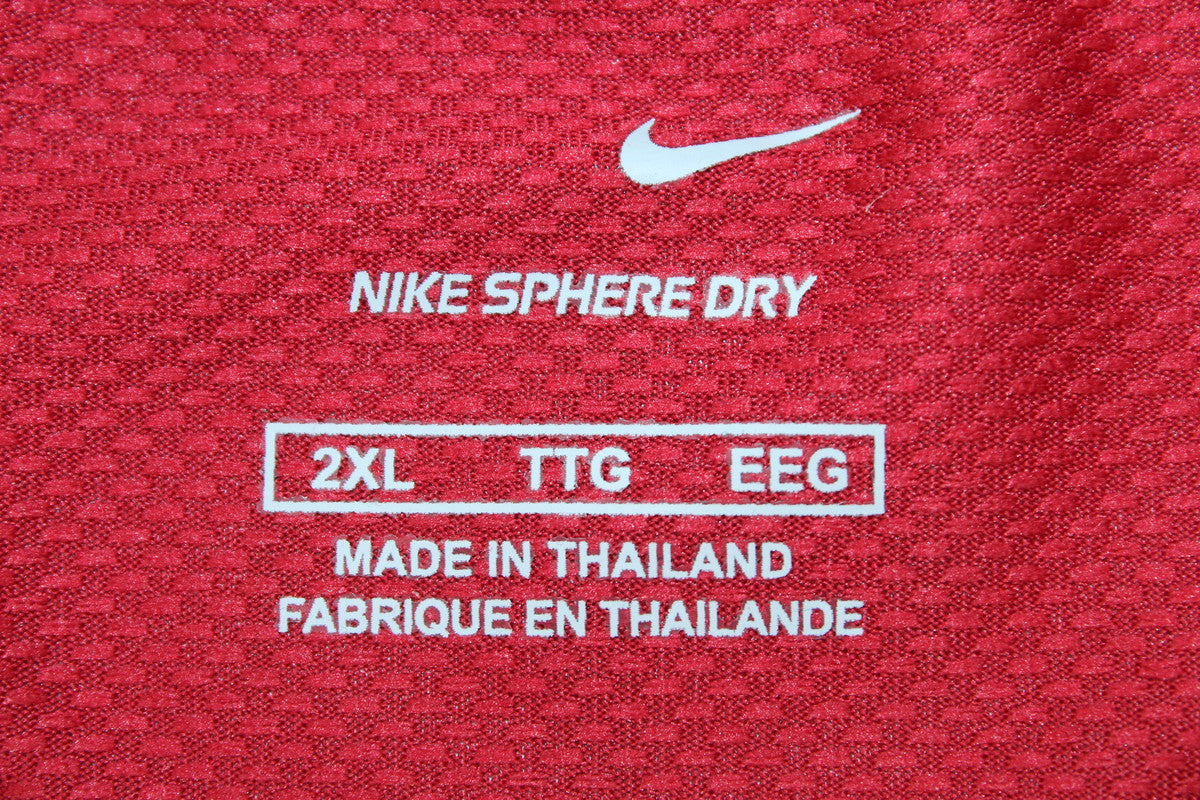 NIKE SPHERE DRY
2XL TTG EEG
MADE IN THAILAND
FABRIQUE EN THAILANDE